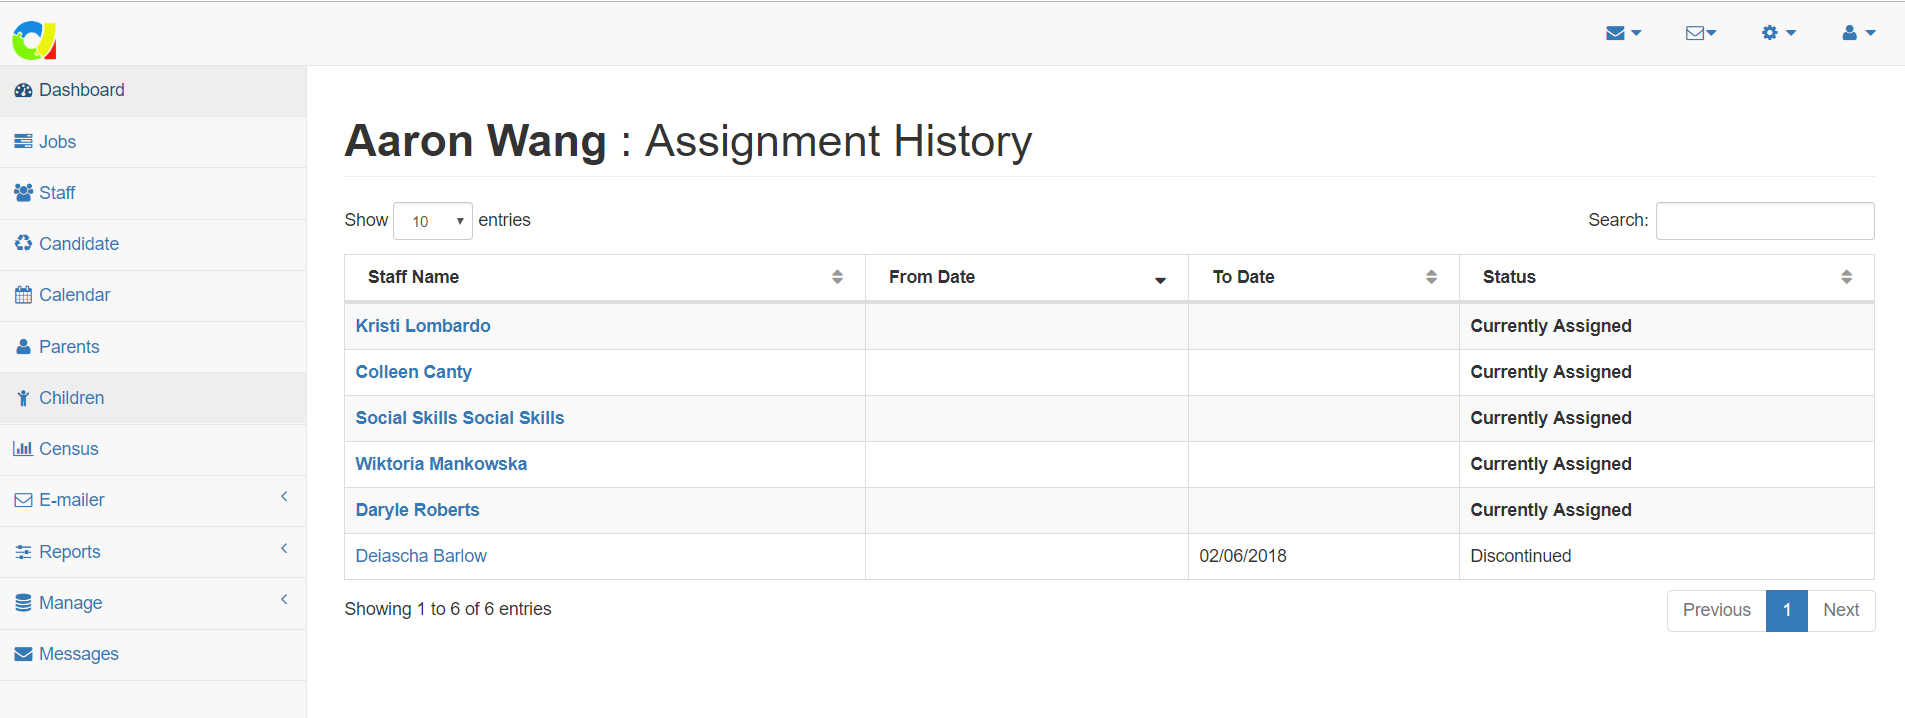 Dashboard
Jobs
Staff
Candidate
Calendar
Parents
Children
Census
E-mailer
Reports
Manage
Messages
Aaron Wang : Assignment History
Show 10 entries
Search:
Staff Name From Date To Date Status
Kristi Lombardo Currently Assigned
Colleen Canty Currently Assigned
Social Skills Social Skills Currently Assigned
Wiktoria Mankowska Currently Assigned
Daryle Roberts Currently Assigned
Deiascha Barlow 02/06/2018 Discontinued
Showing 1 to 6 of 6 entries
Previous 1 Next